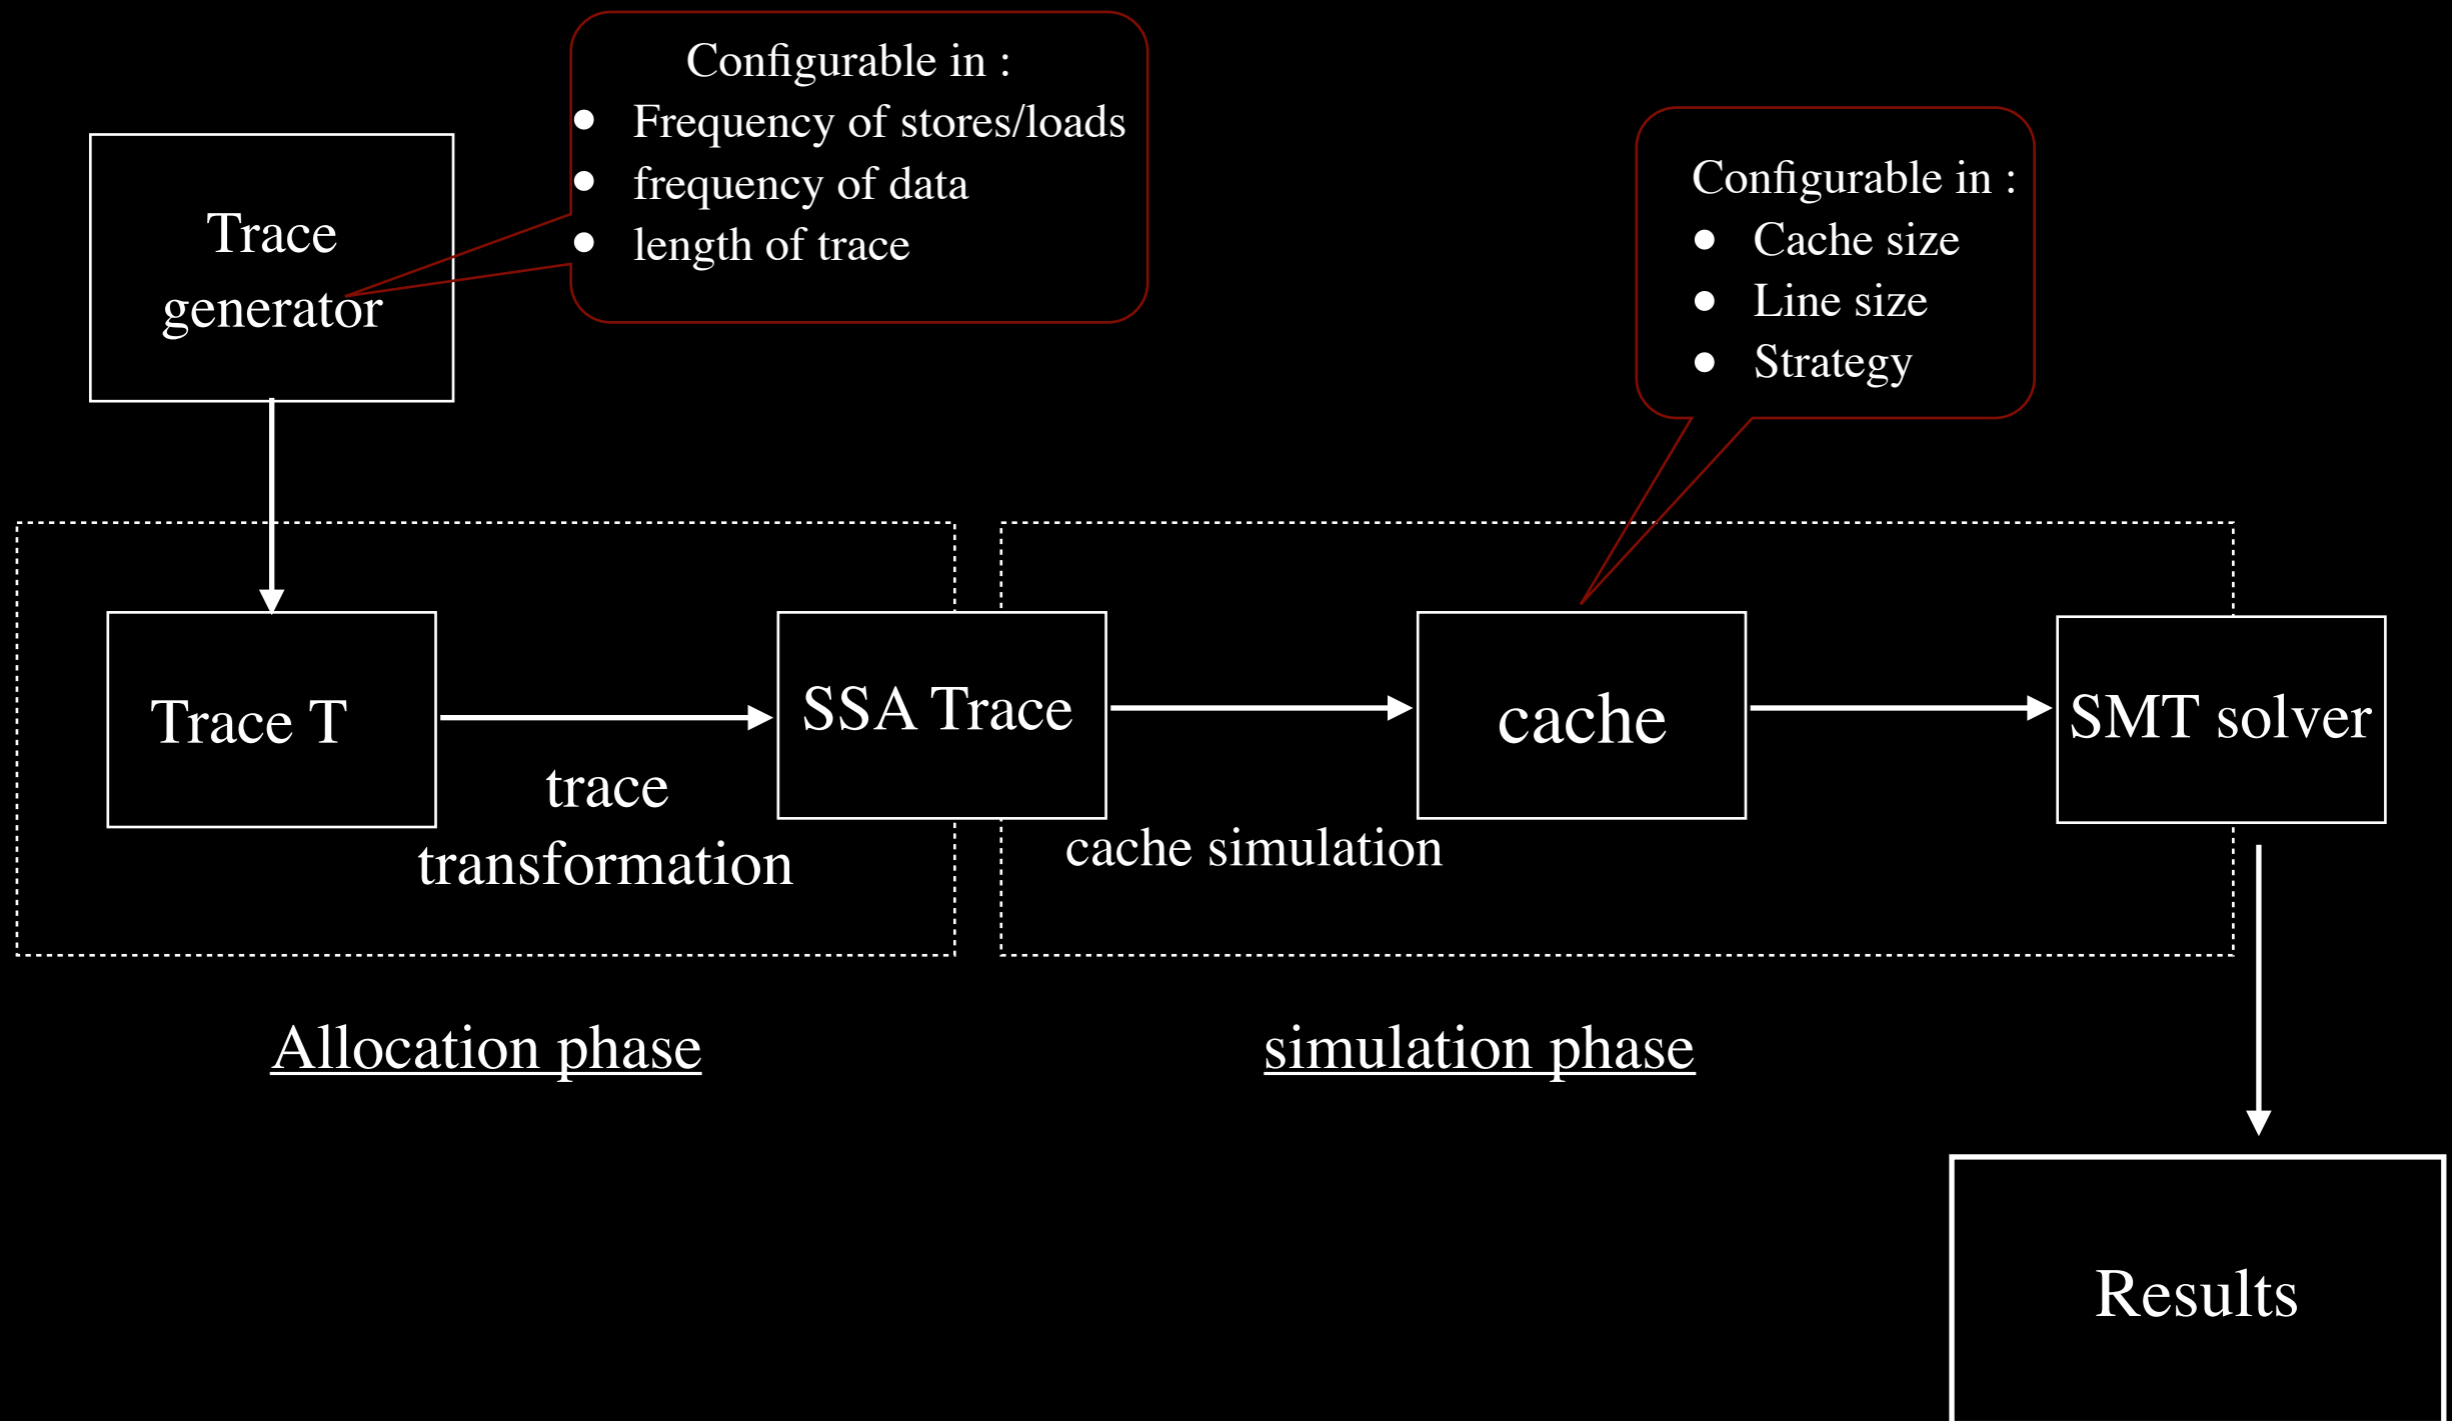 Configurable in :
● Frequency of stores/loads
● frequency of data
● length of trace
Trace
generator
Configurable in :
● Cache size
● Line size
● Strategy
Trace T
trace
transformation
SSA Trace
cache simulation
cache
SMT solver
Allocation phase
simulation phase
Results